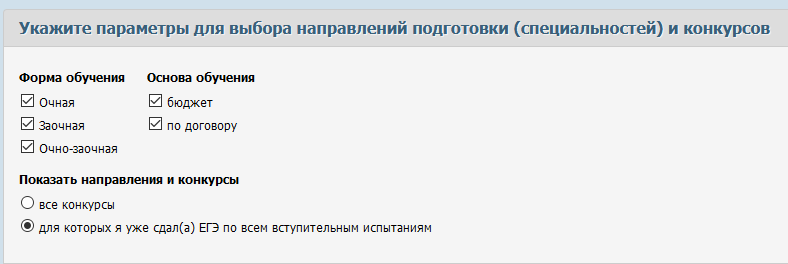 Укажите параметры для выбора направлений подготовки (специальностей) и конкурсов
Форма обучения Основа обучения
Очная бюджет
Заочная по договору
Очно-заочная
Показать направления и конкурсы
все конкурсы
для которых я уже сдал(а) ЕГЭ по всем вступительным испытаниям